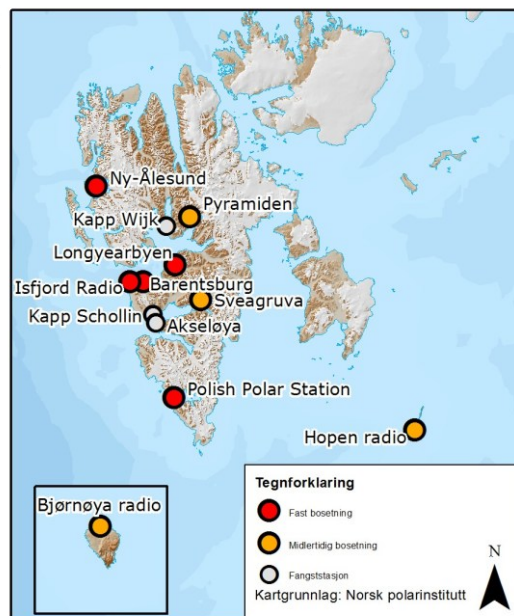 Ny-Ålesund
Pyramiden
Kapp Wijk
Longyearbyen
Isfjord Radio
Barentsburg
Sveagruva
Kapp Schollin
Akseløya
Polish Polar Station
Hopen radio
Bjørnøya radio
Tegnforklaring
Fast bosetning
Midlertidig bosetning
Fangststasjon
N
Kartgrunnlag: Norsk polarinstitutt